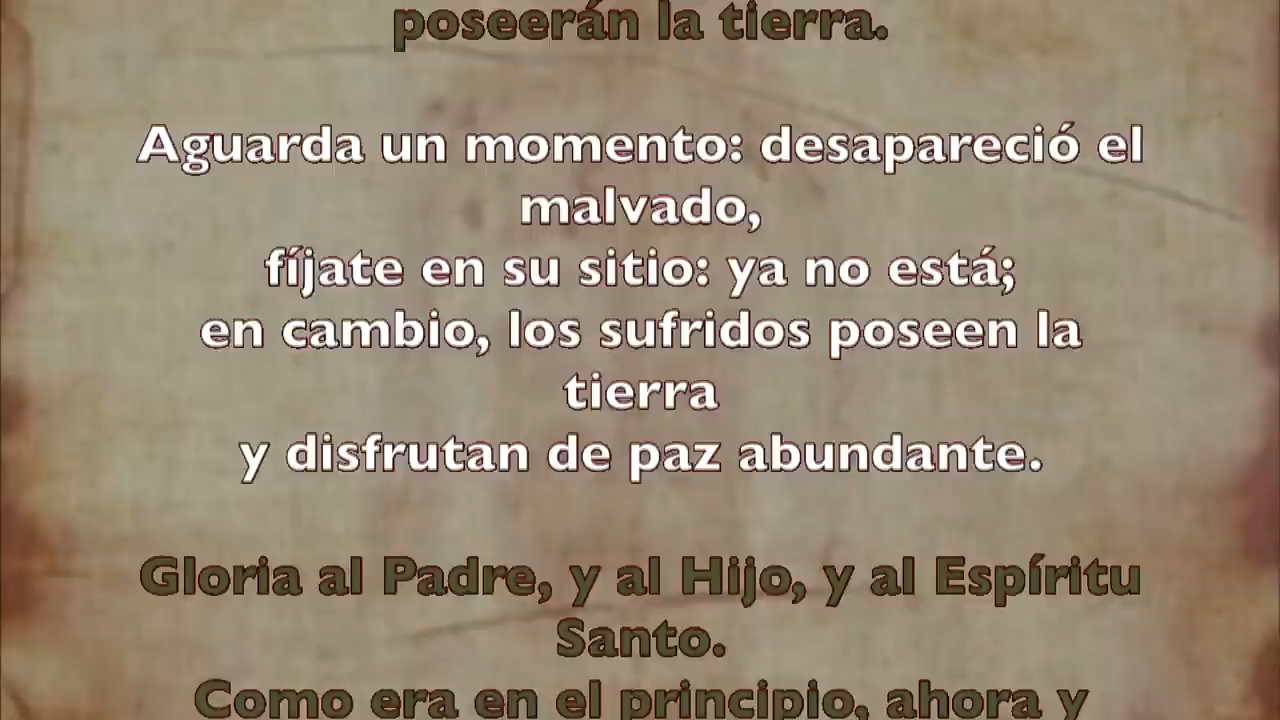 poseerán la tierra.
Aguarda un momento: desapareció el
malvado,
fíjate en su sitio: ya no está;
en cambio, los sufridos poseen la
tierra
y disfrutan de paz abundante.
Gloria al Padre, y al Hijo, y al Espíritu
Santo.
Como era en el principio, ahora y